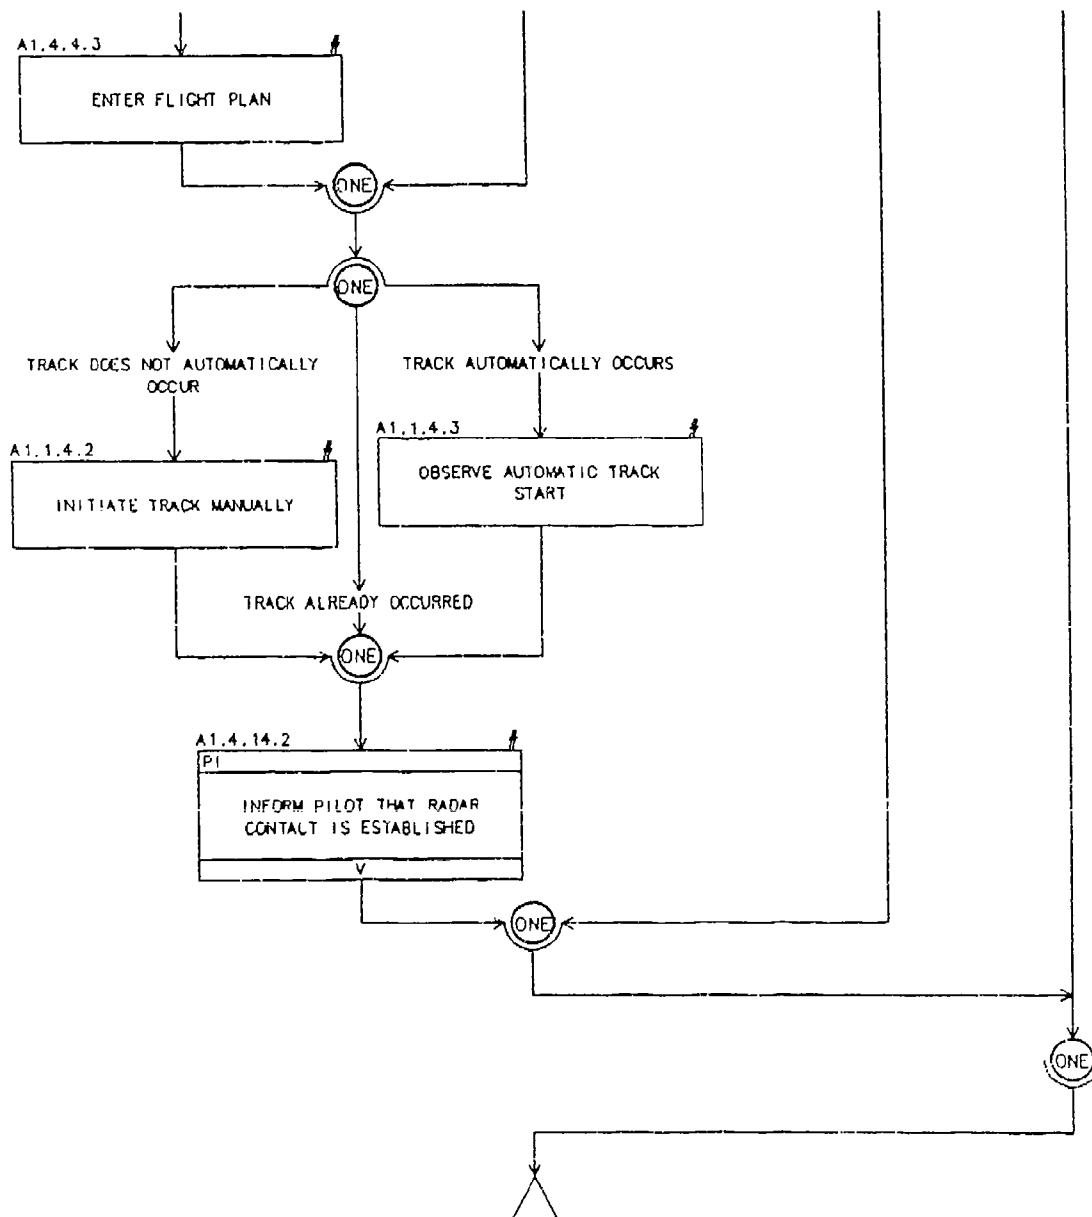 A1.4.4.3
ENTER FLIGHT PLAN
ONE
ONE
TRACK DOES NOT AUTOMATICALLY
OCCUR
TRACK AUTOMATICALLY OCCURS
A1.1.4.2
INITIATE TRACK MANUALLY
A1.1.4.3
OBSERVE AUTOMATIC TRACK
START
TRACK ALREADY OCCURRED
ONE
A1.4.14.2
PI
INFORM PILOT THAT RADAR
CONTACT IS ESTABLISHED
V
ONE
ONE